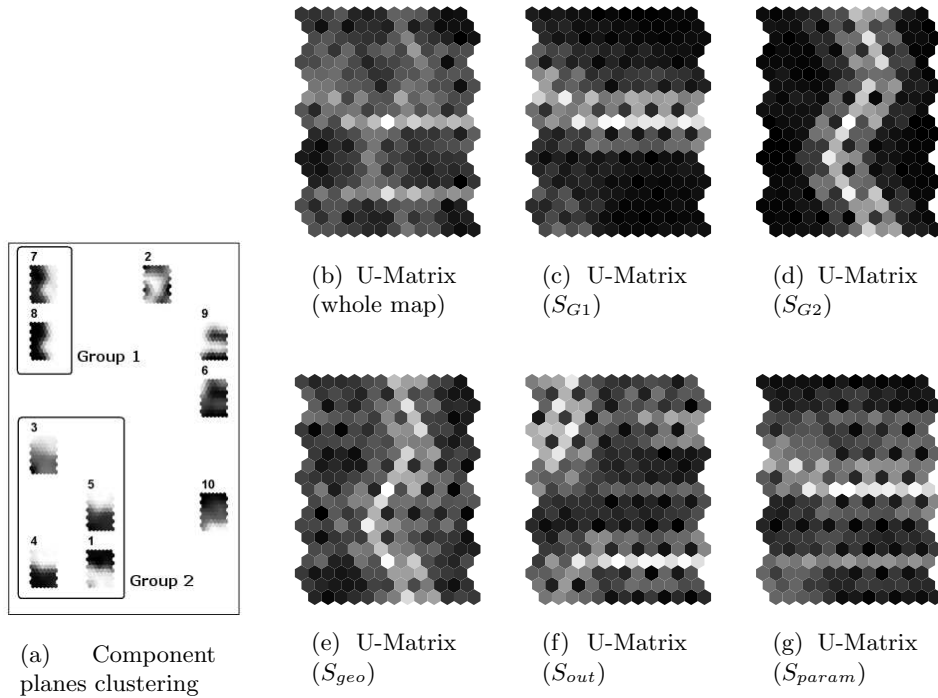 (b) U-Matrix
(whole map)
(c) U-Matrix
(S_{G1})
(d) U-Matrix
(S_{G2})
7
2
8
9
Group 1
6
3
5
10
4
1
Group 2
(a) Component
planes clustering
(e) U-Matrix
(S_{geo})
(f) U-Matrix
(S_{out})
(g) U-Matrix
(S_{param})